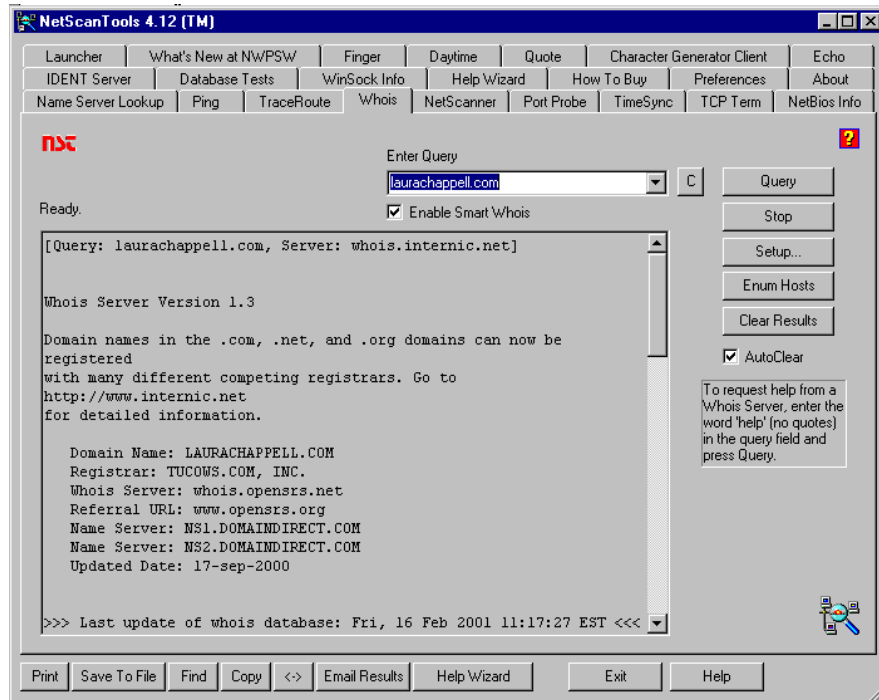 NetScanTools 4.12 (TM)
Launcher What's New at NWPSW Finger Daytime Quote Character Generator Client Echo
IDENT Server Database Tests WinSock Info Help Wizard How To Buy Preferences About
Name Server Lookup Ping TraceRoute Whois NetScanner Port Probe TimeSync TCP Term NetBios Info
nst
?
Enter Query
laurachappell.com C Query
Ready.
Enable Smart Whois
Stop
Setup...
Enum Hosts
Clear Results
AutoClear
To request help from a
Whois Server, enter the
word 'help' (no quotes)
in the query field and
press Query.
[Query: laurachappell.com, Server: whois.internic.net]
Whois Server Version 1.3
Domain names in the .com, .net, and .org domains can now be
registered
with many different competing registrars. Go to
http://www.internic.net
for detailed information.
Domain Name: LAURACHAPPELL.COM
Registrar: TUCOWS.COM, INC.
Whois Server: whois.opensrs.net
Referral URL: www.opensrs.org
Name Server: NS1.DOMAINDIRECT.COM
Name Server: NS2.DOMAINDIRECT.COM
Updated Date: 17-sep-2000
>>> Last update of whois database: Fri, 16 Feb 2001 11:17:27 EST <<<
Print Save To File Find Copy <-> Email Results Help Wizard Exit Help